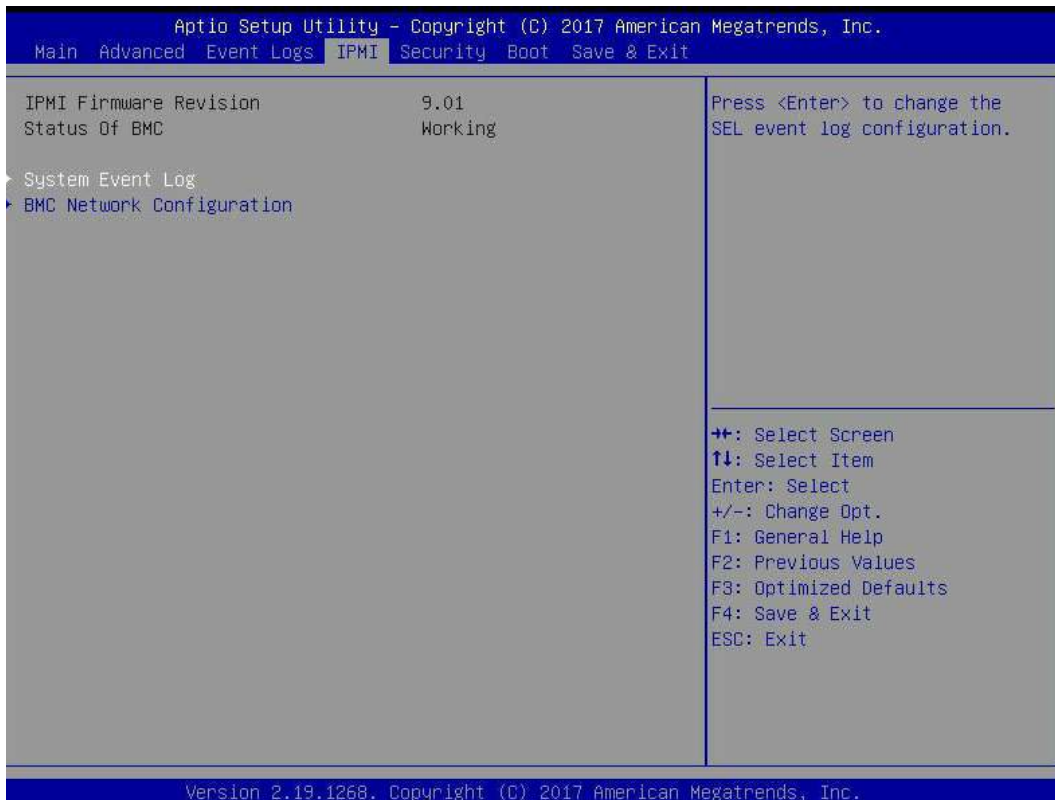 Aptio Setup Utility – Copyright (C) 2017 American Megatrends, Inc.
Main Advanced Event Logs IPMI Security Boot Save & Exit
IPMI Firmware Revision 9.01
Status Of BMC Working
System Event Log
BMC Network Configuration
Press <Enter> to change the
SEL event log configuration.
→←: Select Screen
↑↓: Select Item
Enter: Select
+/-: Change Opt.
F1: General Help
F2: Previous Values
F3: Optimized Defaults
F4: Save & Exit
ESC: Exit
Version 2.19.1268. Copyright (C) 2017 American Megatrends, Inc.